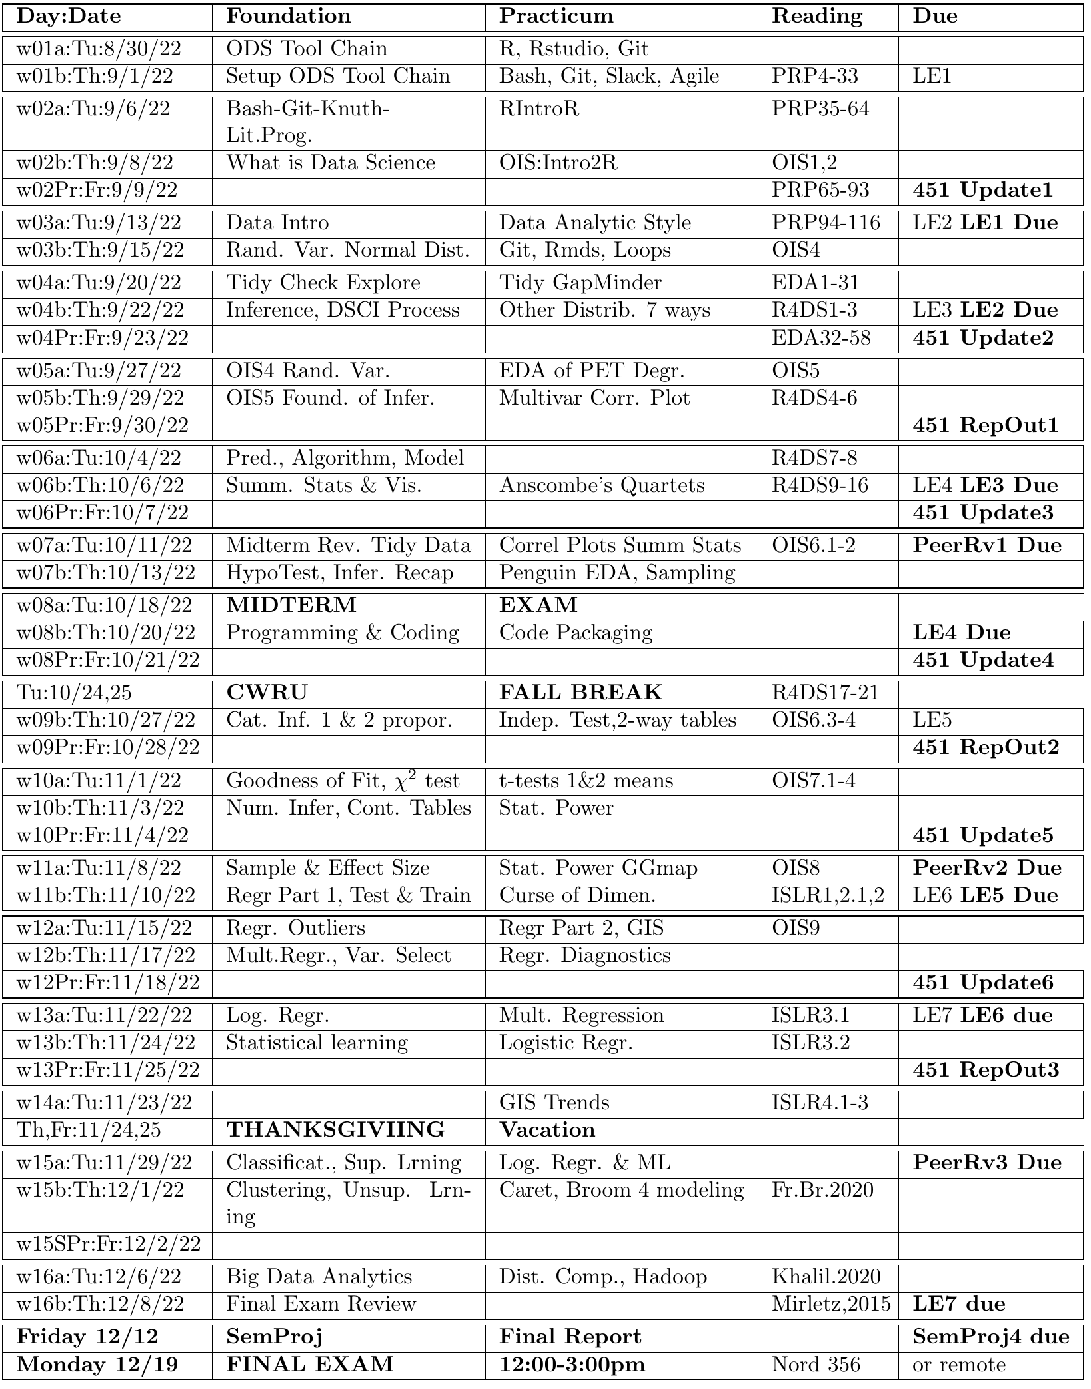 Day:Date Foundation Practicum Reading Due
w01a:Tu:8/30/22 ODS Tool Chain R, Rstudio, Git
w01b:Th:9/1/22 Setup ODS Tool Chain Bash, Git, Slack, Agile PRP4-33 LE1
w02a:Tu:9/6/22 Bash-Git-Knuth- RIntroR PRP35-64
Lit.Prog.
w02b:Th:9/8/22 What is Data Science OIS:Intro2R OIS1,2
w02Pr:Fr:9/9/22 PRP65-93 451 Update1
w03a:Tu:9/13/22 Data Intro Data Analytic Style PRP94-116 LE2 LE1 Due
w03b:Th:9/15/22 Rand. Var. Normal Dist. Git, Rmds, Loops OIS4
w04a:Tu:9/20/22 Tidy Check Explore Tidy GapMinder EDA1-31
w04b:Th:9/22/22 Inference, DSCI Process Other Distrib. 7 ways R4DS1-3 LE3 LE2 Due
w04Pr:Fr:9/23/22 EDA32-58 451 Update2
w05a:Tu:9/27/22 OIS4 Rand. Var. EDA of PET Degr. OIS5
w05b:Th:9/29/22 OIS5 Found. of Infer. Multivar Corr. Plot R4DS4-6
w05Pr:Fr:9/30/22 451 RepOut1
w06a:Tu:10/4/22 Pred., Algorithm, Model R4DS7-8
w06b:Th:10/6/22 Summ. Stats & Vis. Anscombe's Quartets R4DS9-16 LE4 LE3 Due
w06Pr:Fr:10/7/22 451 Update3
w07a:Tu:10/11/22 Midterm Rev. Tidy Data Correl Plots Summ Stats OIS6.1-2 PeerRv1 Due
w07b:Th:10/13/22 HypoTest, Infer. Recap Penguin EDA, Sampling
w08a:Tu:10/18/22 MIDTERM EXAM
w08b:Th:10/20/22 Programming & Coding Code Packaging LE4 Due
w08Pr:Fr:10/21/22 451 Update4
Tu:10/24,25 CWRU FALL BREAK R4DS17-21
w09b:Th:10/27/22 Cat. Inf. 1 & 2 propor. Indep. Test,2-way tables OIS6.3-4 LE5
w09Pr:Fr:10/28/22 451 RepOut2
w10a:Tu:11/1/22 Goodness of Fit, χ² test t-tests 1&2 means OIS7.1-4
w10b:Th:11/3/22 Num. Infer, Cont. Tables Stat. Power
w10Pr:Fr:11/4/22 451 Update5
w11a:Tu:11/8/22 Sample & Effect Size Stat. Power GGmap OIS8 PeerRv2 Due
w11b:Th:11/10/22 Regr Part 1, Test & Train Curse of Dimen. ISLR1,2.1,2 LE6 LE5 Due
w12a:Tu:11/15/22 Regr. Outliers Regr Part 2, GIS OIS9
w12b:Th:11/17/22 Mult.Regr., Var. Select Regr. Diagnostics
w12Pr:Fr:11/18/22 451 Update6
w13a:Tu:11/22/22 Log. Regr. Mult. Regression ISLR3.1 LE7 LE6 due
w13b:Th:11/24/22 Statistical learning Logistic Regr. ISLR3.2
w13Pr:Fr:11/25/22 451 RepOut3
w14a:Tu:11/23/22 GIS Trends ISLR4.1-3
Th,Fr:11/24,25 THANKSGIVIING Vacation
w15a:Tu:11/29/22 Classificat., Sup. Lrning Log. Regr. & ML PeerRv3 Due
w15b:Th:12/1/22 Clustering, Unsup. Lrn- Caret, Broom 4 modeling Fr.Br.2020
ing
w15SPr:Fr:12/2/22
w16a:Tu:12/6/22 Big Data Analytics Dist. Comp., Hadoop Khalil.2020
w16b:Th:12/8/22 Final Exam Review Mirletz,2015 LE7 due
Friday 12/12 SemProj Final Report SemProj4 due
Monday 12/19 FINAL EXAM 12:00-3:00pm Nord 356 or remote